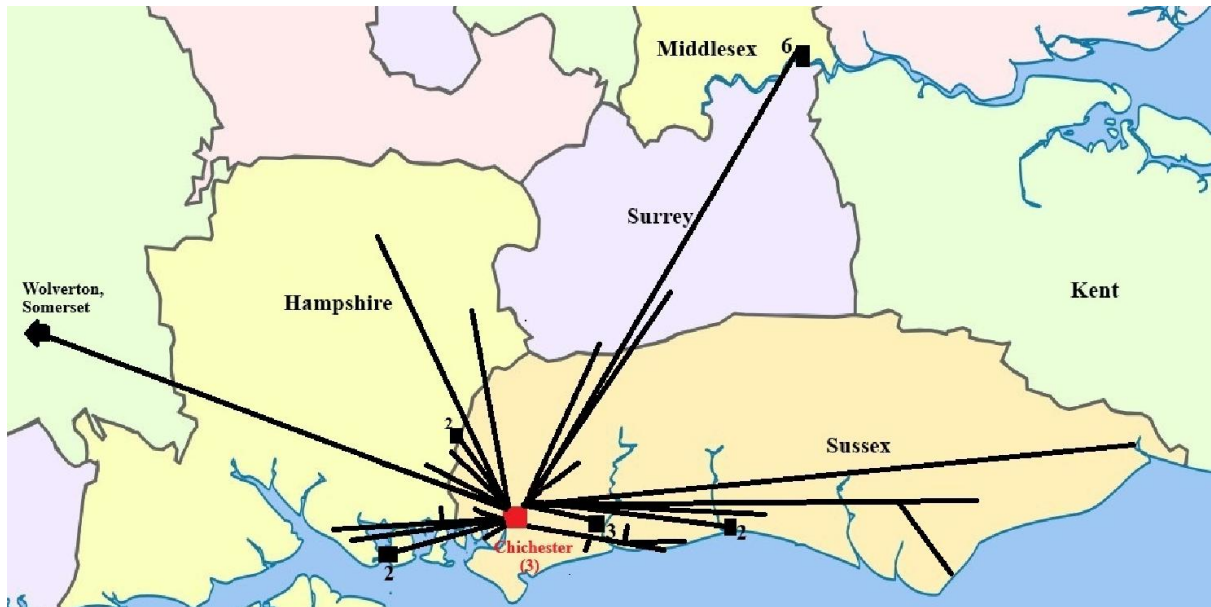 Middlesex
6
Surrey
Wolverton,
Somerset
Hampshire
Kent
2
Sussex
3
2
Chichester
(3)
2